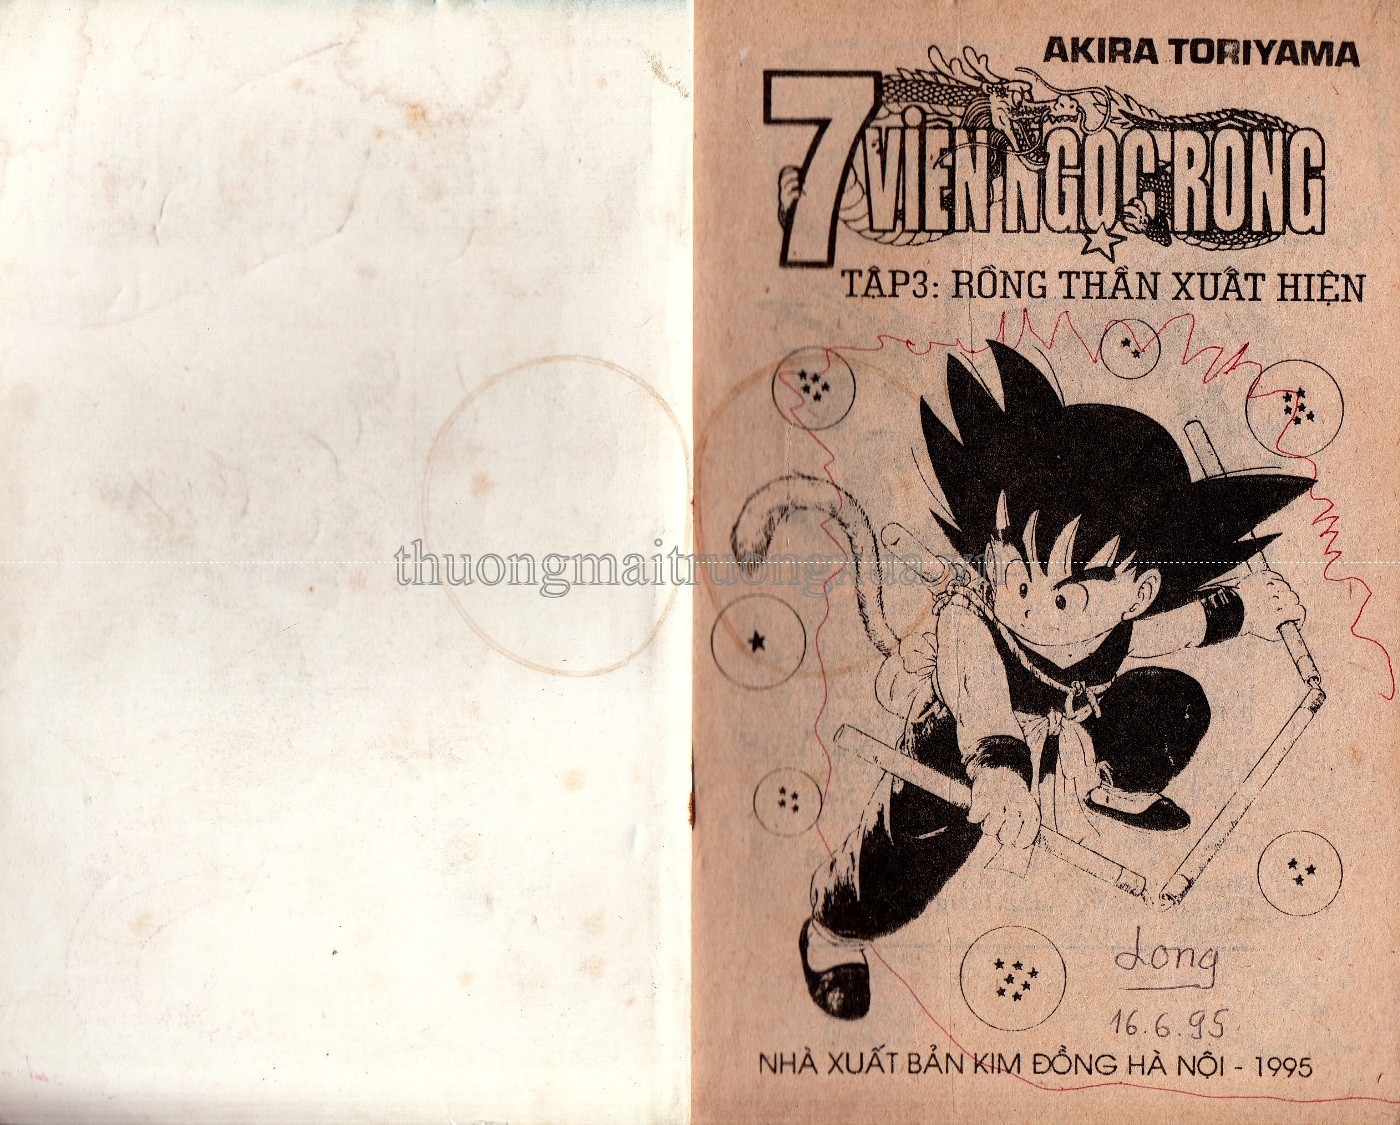 AKIRA TORIYAMA
7 VIÊN NGỌC RỒNG
TẬP3: RỒNG THẦN XUẤT HIỆN
thuongmaitruongxua.vn
Long
16.6.95
NHÀ XUẤT BẢN KIM ĐỒNG HÀ NỘI - 1995